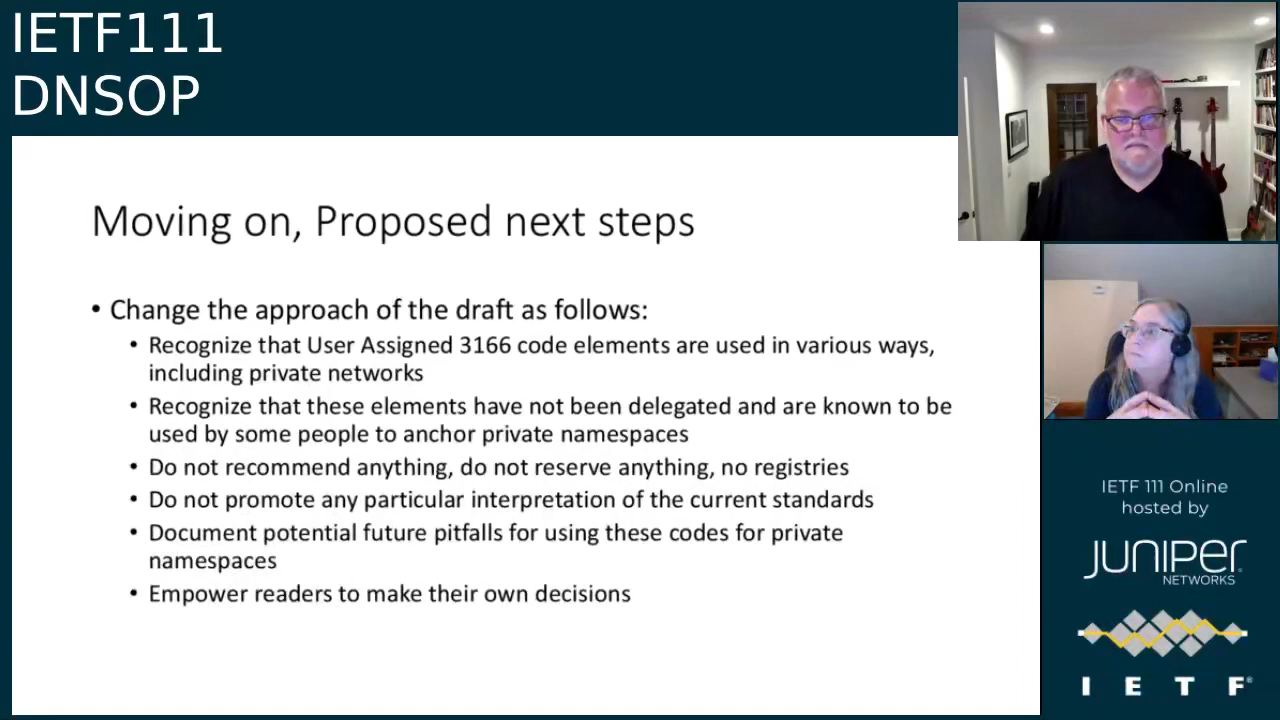 IETF111
DNSOP
Moving on, Proposed next steps
• Change the approach of the draft as follows:
• Recognize that User Assigned 3166 code elements are used in various ways,
including private networks
• Recognize that these elements have not been delegated and are known to be
used by some people to anchor private namespaces
• Do not recommend anything, do not reserve anything, no registries
• Do not promote any particular interpretation of the current standards
• Document potential future pitfalls for using these codes for private
namespaces
• Empower readers to make their own decisions
IETF 111 Online
hosted by
JUNIPER
NETWORKS
I E T F®